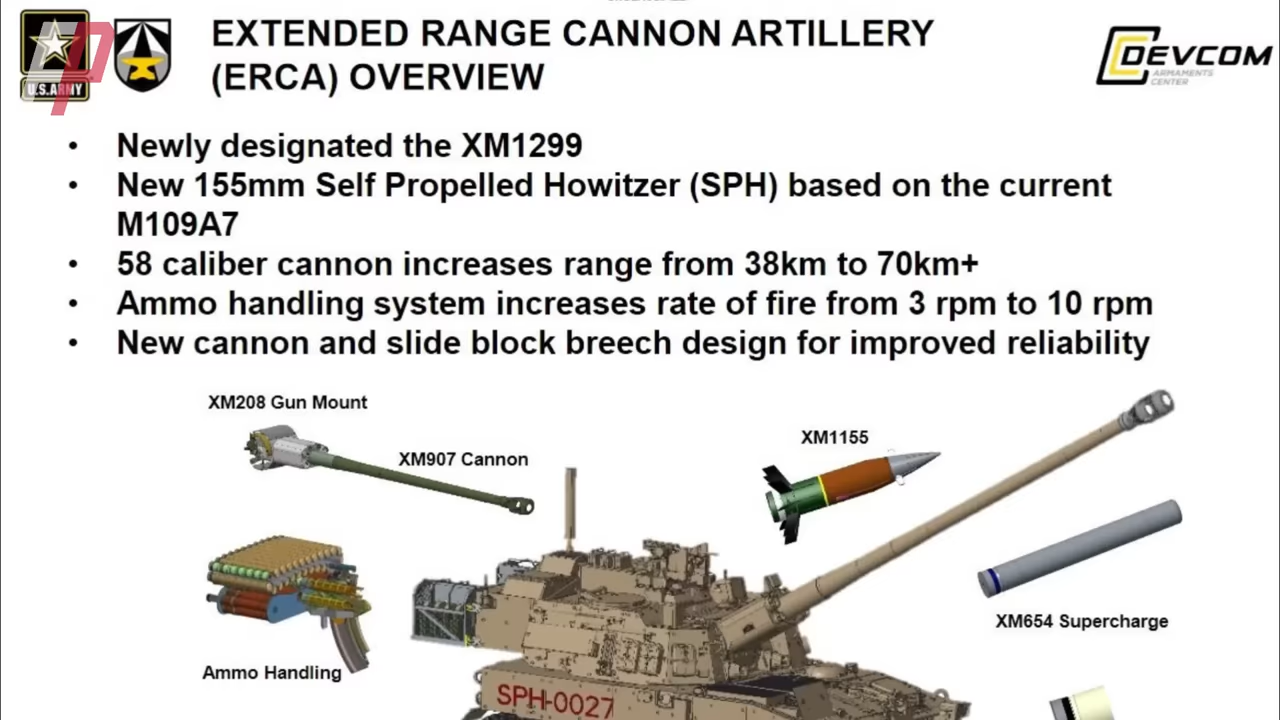 EXTENDED RANGE CANNON ARTILLERY
(ERCA) OVERVIEW
U.S.ARMY
DEVCOM
ARMAMENTS
CENTER
• Newly designated the XM1299
• New 155mm Self Propelled Howitzer (SPH) based on the current
M109A7
• 58 caliber cannon increases range from 38km to 70km+
• Ammo handling system increases rate of fire from 3 rpm to 10 rpm
• New cannon and slide block breech design for improved reliability
XM208 Gun Mount
XM907 Cannon
XM1155
XM654 Supercharge
Ammo Handling
SPH-0027